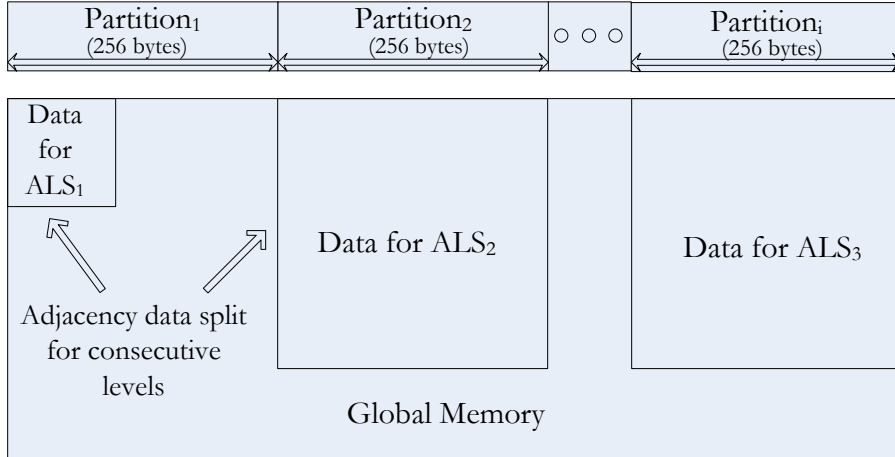 Partition₁
(256 bytes)
Partition₂
(256 bytes)
Partitionᵢ
(256 bytes)
Data
for
ALS₁
Data for ALS₂
Data for ALS₃
Adjacency data split
for consecutive
levels
Global Memory